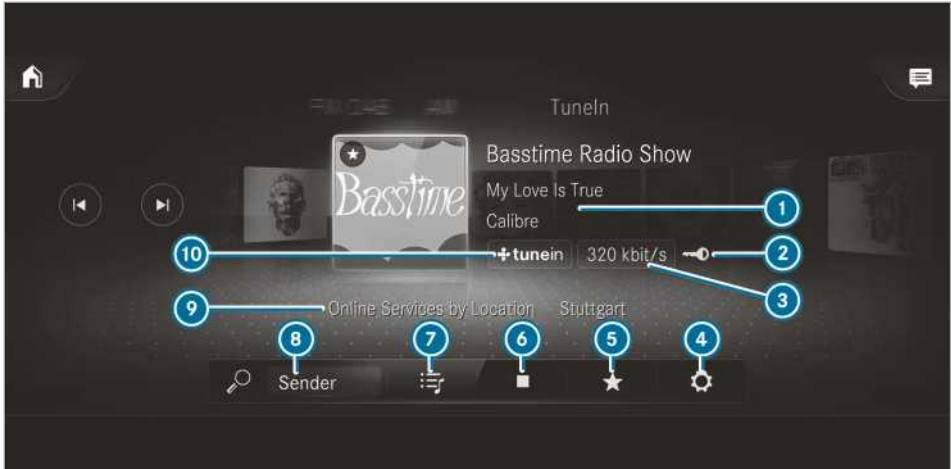 TuneIn
Basstime
Basstime Radio Show
My Love Is True
Calibre
1
10
tunein
320 kbit/s
2
3
9
Online Services by Location Stuttgart
8
7
6
5
4
Sender